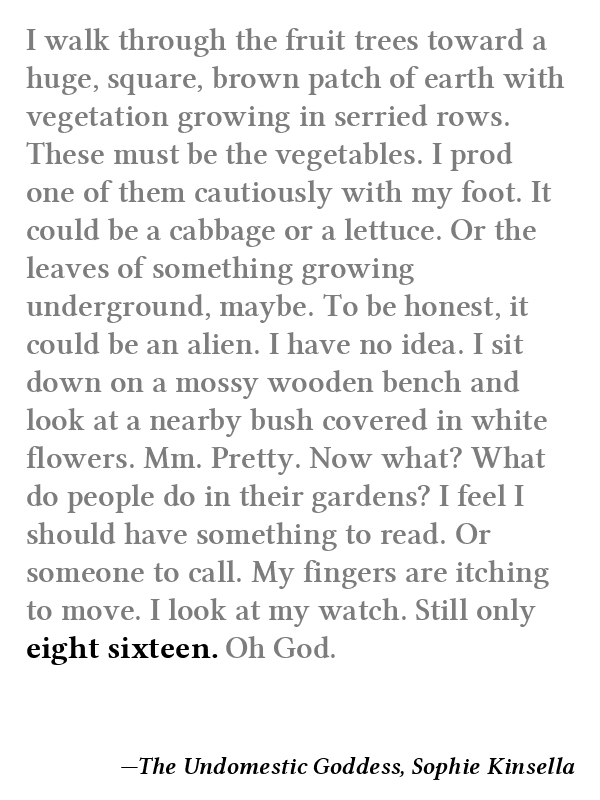 I walk through the fruit trees toward a
huge, square, brown patch of earth with
vegetation growing in serried rows.
These must be the vegetables. I prod
one of them cautiously with my foot. It
could be a cabbage or a lettuce. Or the
leaves of something growing
underground, maybe. To be honest, it
could be an alien. I have no idea. I sit
down on a mossy wooden bench and
look at a nearby bush covered in white
flowers. Mm. Pretty. Now what? What
do people do in their gardens? I feel I
should have something to read. Or
someone to call. My fingers are itching
to move. I look at my watch. Still only
eight sixteen. Oh God.
—The Undomestic Goddess, Sophie Kinsella